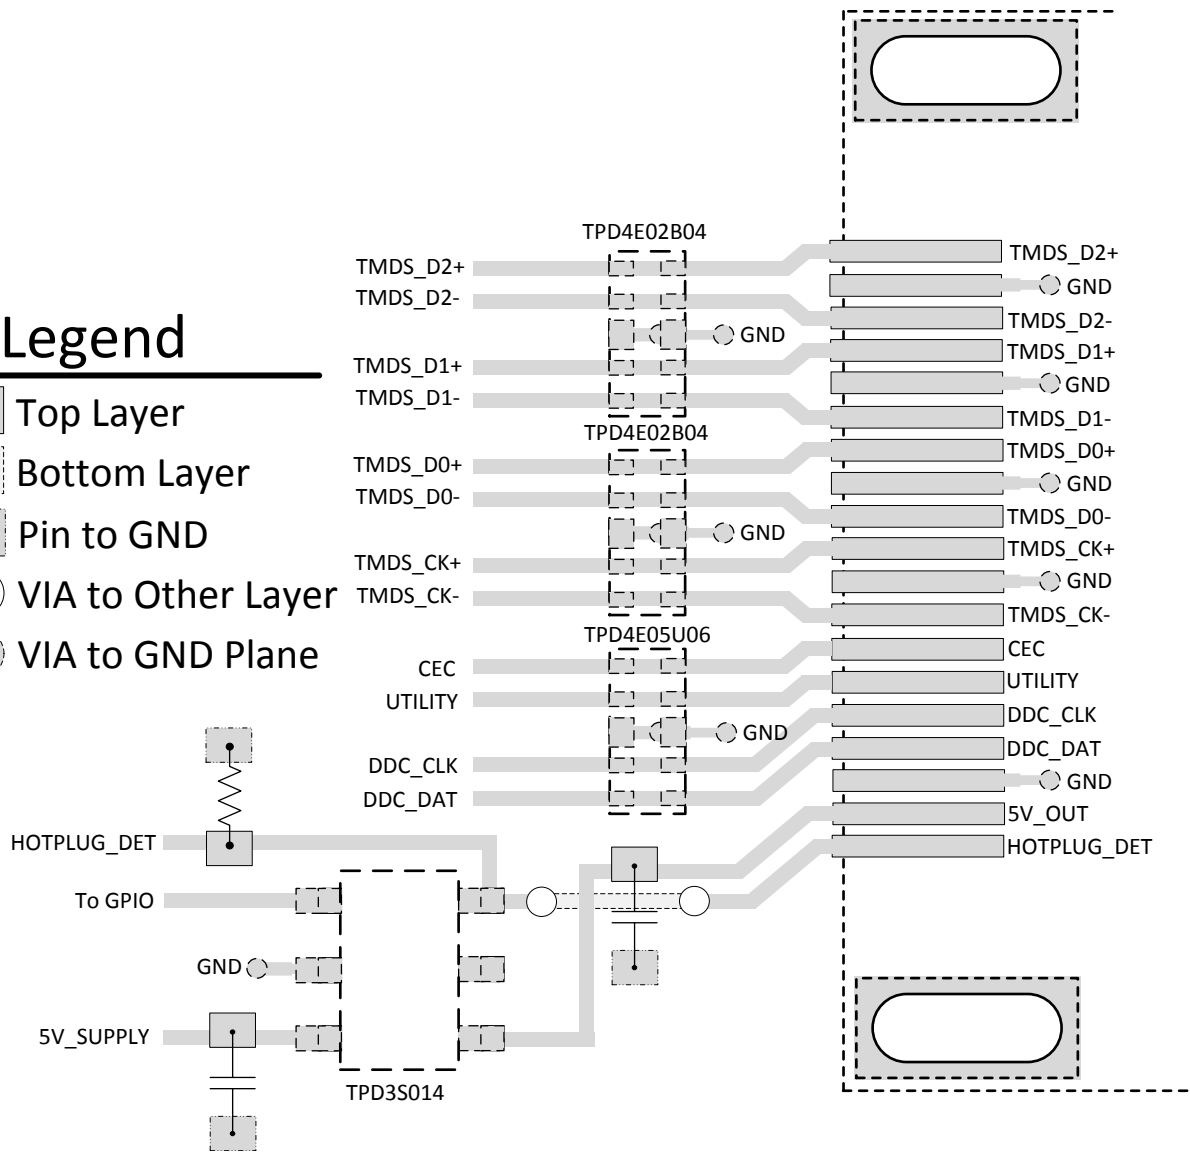 Legend
Top Layer
Bottom Layer
Pin to GND
VIA to Other Layer
VIA to GND Plane
TPD4E02B04
TMDS_D2+
TMDS_D2-
GND
TMDS_D1+
TMDS_D1-
TPD4E02B04
TMDS_D0+
TMDS_D0-
GND
TMDS_CK+
TMDS_CK-
TPD4E05U06
CEC
UTILITY
GND
DDC_CLK
DDC_DAT
HOTPLUG_DET
To GPIO
GND
5V_SUPPLY
TPD3S014
TMDS_D2+
GND
TMDS_D2-
TMDS_D1+
GND
TMDS_D1-
TMDS_D0+
GND
TMDS_D0-
TMDS_CK+
GND
TMDS_CK-
CEC
UTILITY
DDC_CLK
DDC_DAT
GND
5V_OUT
HOTPLUG_DET